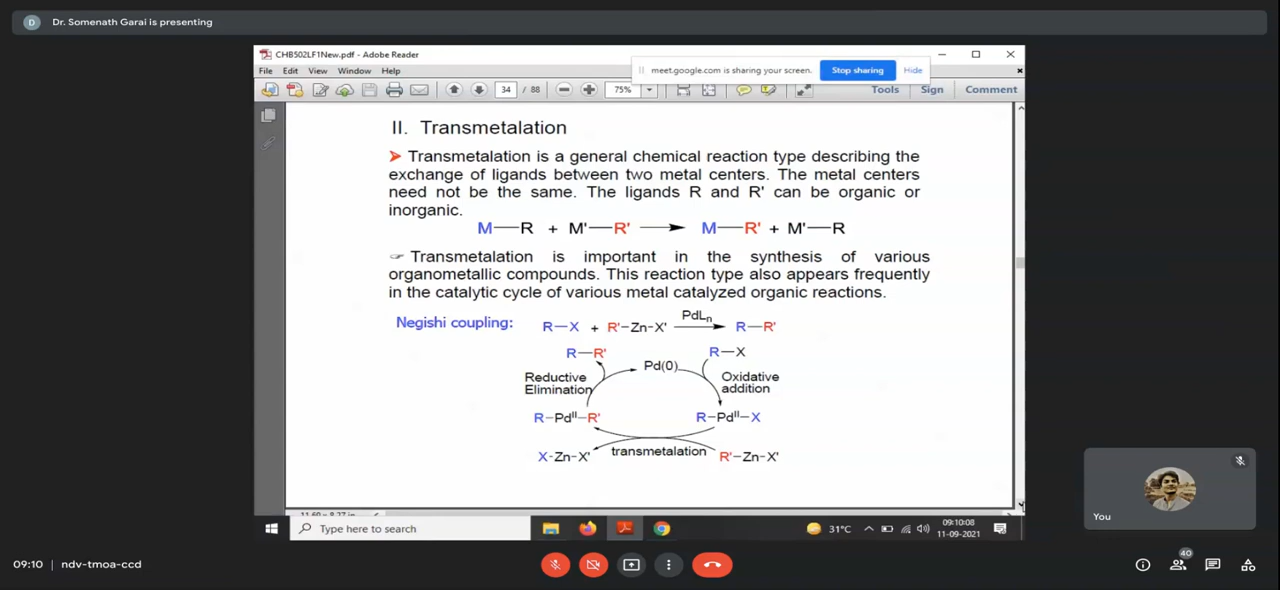 D Dr. Somenath Garai is presenting
CHB502LF1New.pdf - Adobe Reader
File Edit View Window Help
meet.google.com is sharing your screen. Stop sharing Hide
34 / 88 75% Tools Sign Comment
II. Transmetalation
➤ Transmetalation is a general chemical reaction type describing the
exchange of ligands between two metal centers. The metal centers
need not be the same. The ligands R and R' can be organic or
inorganic.
M—R + M'—R' → M—R' + M'—R
☞ Transmetalation is important in the synthesis of various
organometallic compounds. This reaction type also appears frequently
in the catalytic cycle of various metal catalyzed organic reactions.
PdLn
Negishi coupling: R—X + R'-Zn-X' → R—R'
R—R' R—X
Pd(0)
Reductive Oxidative
Elimination addition
R-PdII-R' R-PdII-X
transmetalation
X-Zn-X' R'-Zn-X'
11.69 x 8.27 in
Type here to search
31°C
09:10:08
11-09-2021
You
09:10 | ndv-tmoa-ccd
40